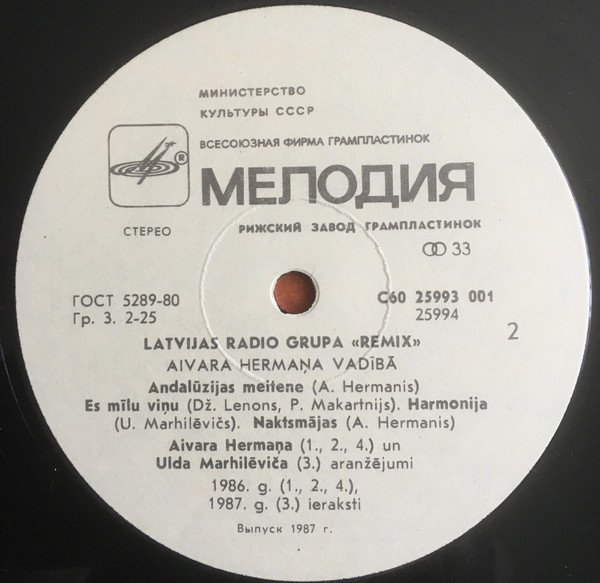 МИНИСТЕРСТВО
КУЛЬТУРЫ СССР
ВСЕСОЮЗНАЯ ФИРМА ГРАМПЛАСТИНОК
®
МЕЛОДИЯ
СТЕРЕО
РИЖСКИЙ ЗАВОД ГРАМПЛАСТИНОК
33
ГОСТ 5289-80
С60 25993 001
Гр. 3. 2-25
25994
2
LATVIJAS RADIO GRUPA «REMIX»
AIVARA HERMAŅA VADĪBĀ
Andalūzijas meitene (A. Hermanis)
Es mīlu viņu (Dž. Lenons, P. Makartnijs). Harmonija
(U. Marhilēvičs). Naktsmājas (A. Hermanis)
Aivara Hermaņa (1., 2., 4.) un
Ulda Marhilēviča (3.) aranžējumi
1986. g. (1., 2., 4.),
1987. g. (3.) ieraksti
Выпуск 1987 г.